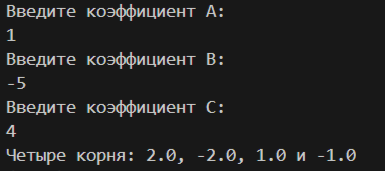 Введите коэффициент A:
1
Введите коэффициент B:
-5
Введите коэффициент C:
4
Четыре корня: 2.0, -2.0, 1.0 и -1.0